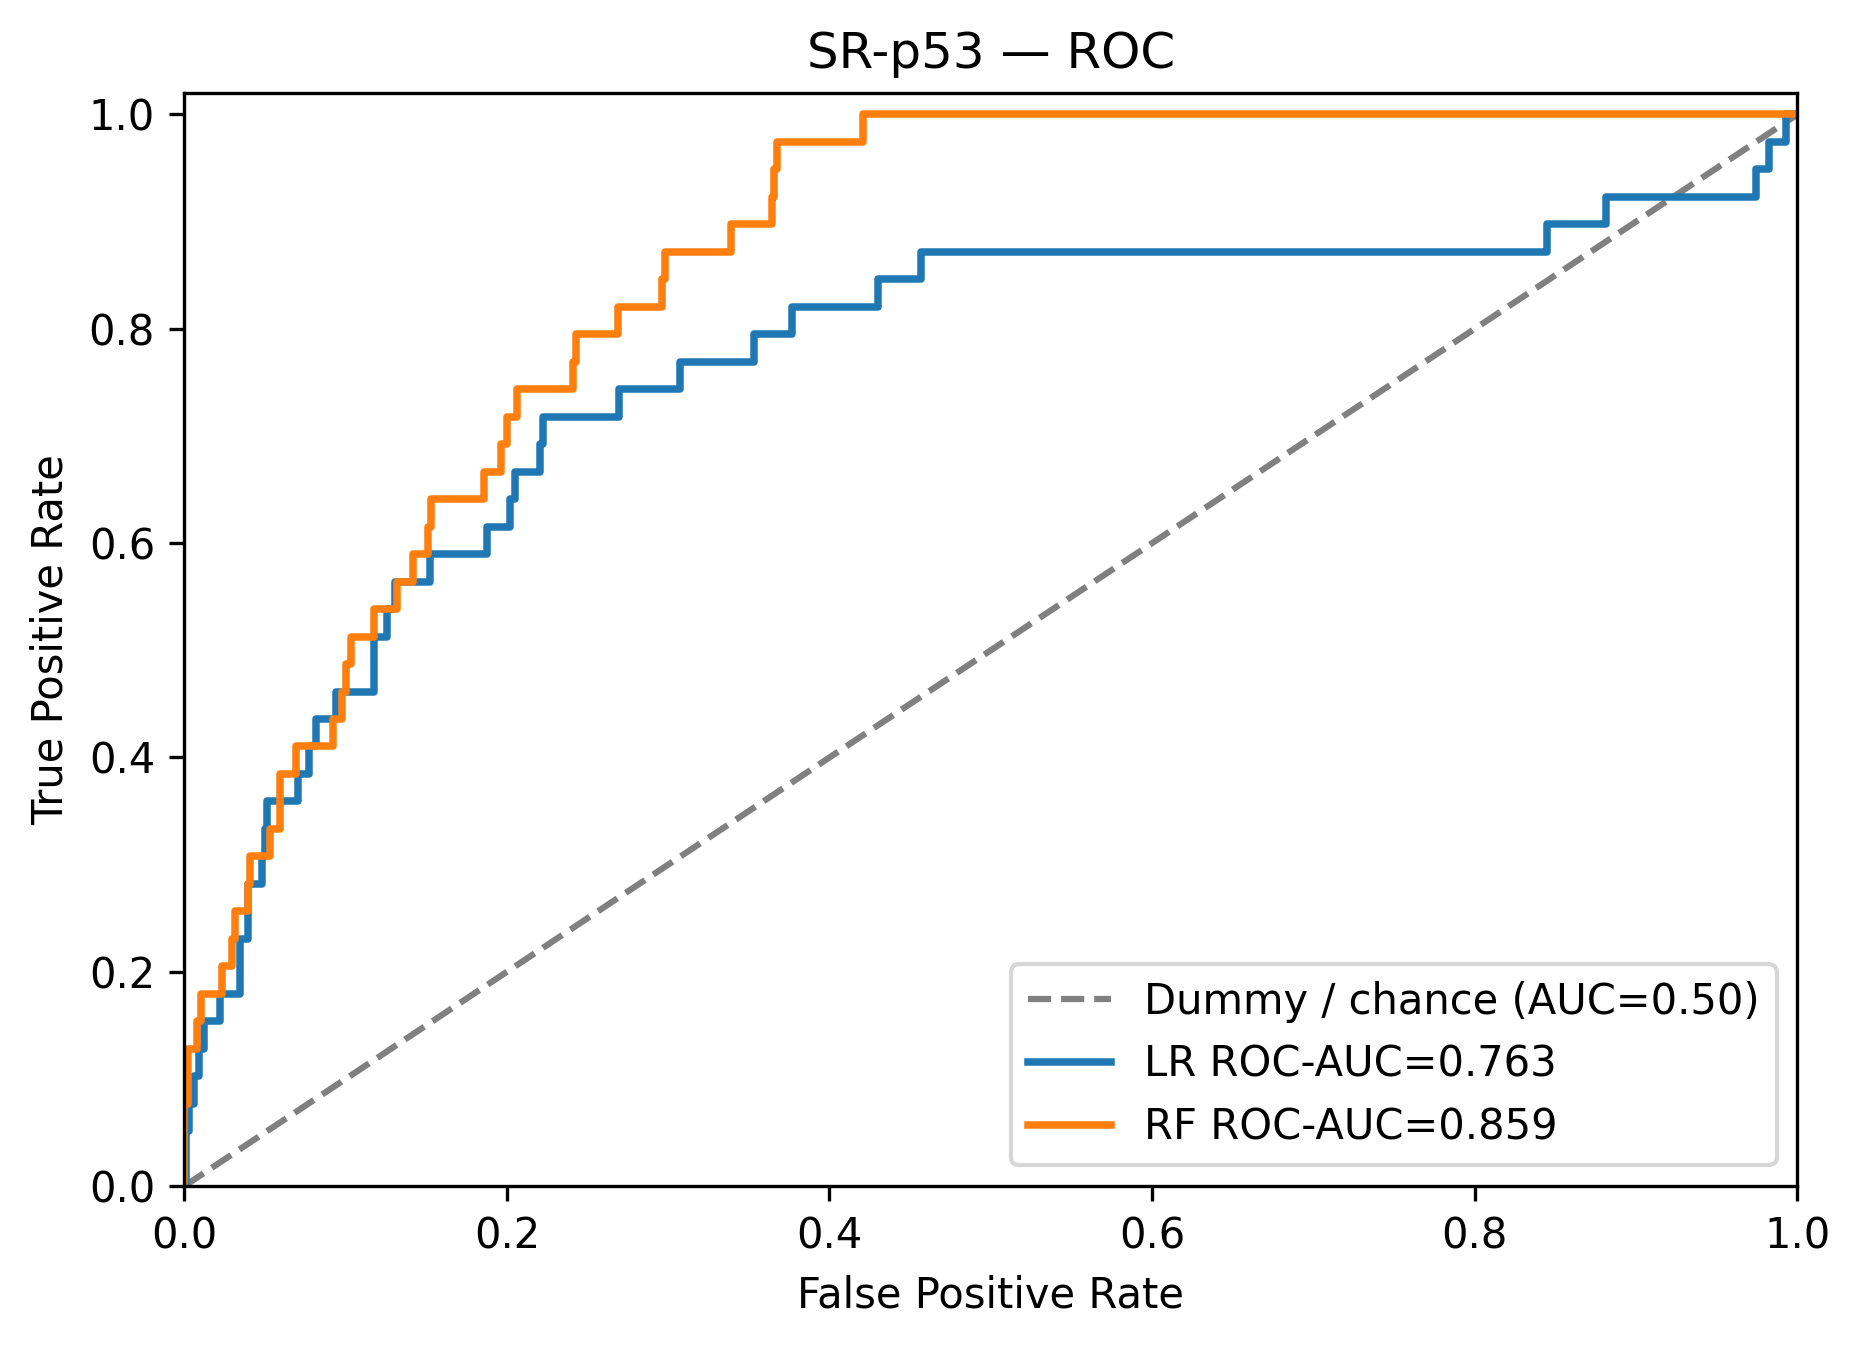 SR-p53 — ROC
1.0
0.8
0.6
0.4
0.2
0.0
True Positive Rate
0.0 0.2 0.4 0.6 0.8 1.0
False Positive Rate
Dummy / chance (AUC=0.50)
LR ROC-AUC=0.763
RF ROC-AUC=0.859